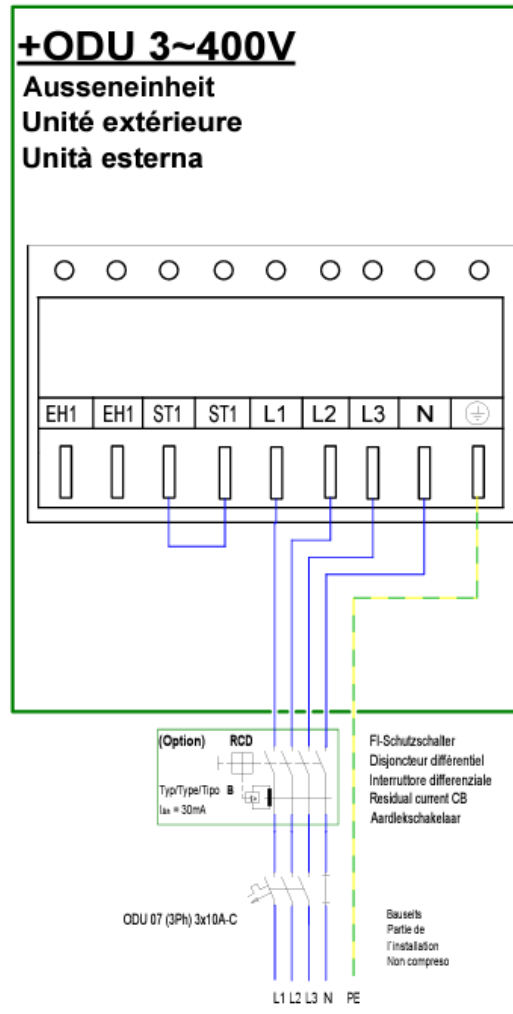 +ODU 3~400V
Ausseneinheit
Unité extérieure
Unità esterna
EH1 EH1 ST1 ST1 L1 L2 L3 N
(Option) RCD
Typ/Type/Tipo B
I∆n = 30mA
FI-Schutzschalter
Disjoncteur différentiel
Interruttore differenziale
Residual current CB
Aardlekschakelaar
ODU 07 (3Ph) 3x10A-C
Bauseits
Partie de
l'installation
Non compreso
L1 L2 L3 N PE